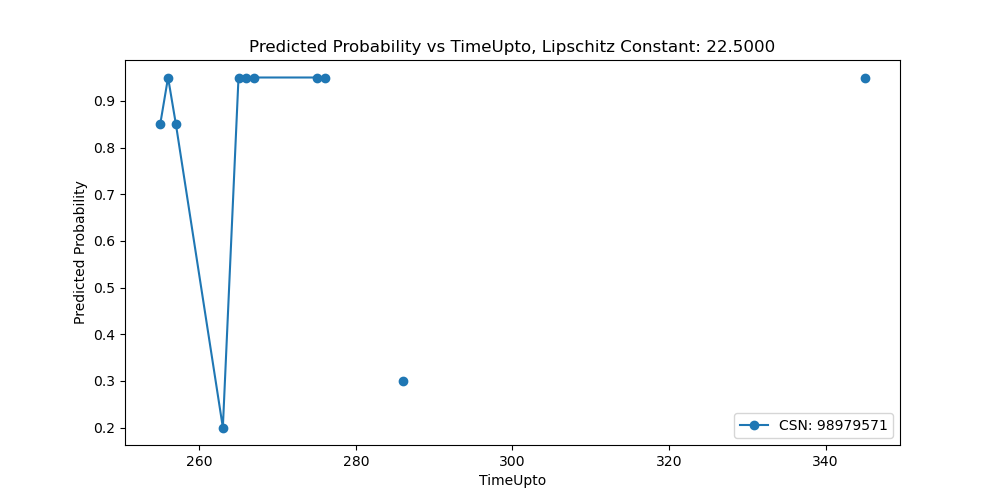 Predicted Probability vs TimeUpto, Lipschitz Constant: 22.5000
Predicted Probability
0.9
0.8
0.7
0.6
0.5
0.4
0.3
0.2
CSN: 98979571
260 280 300 320 340
TimeUpto